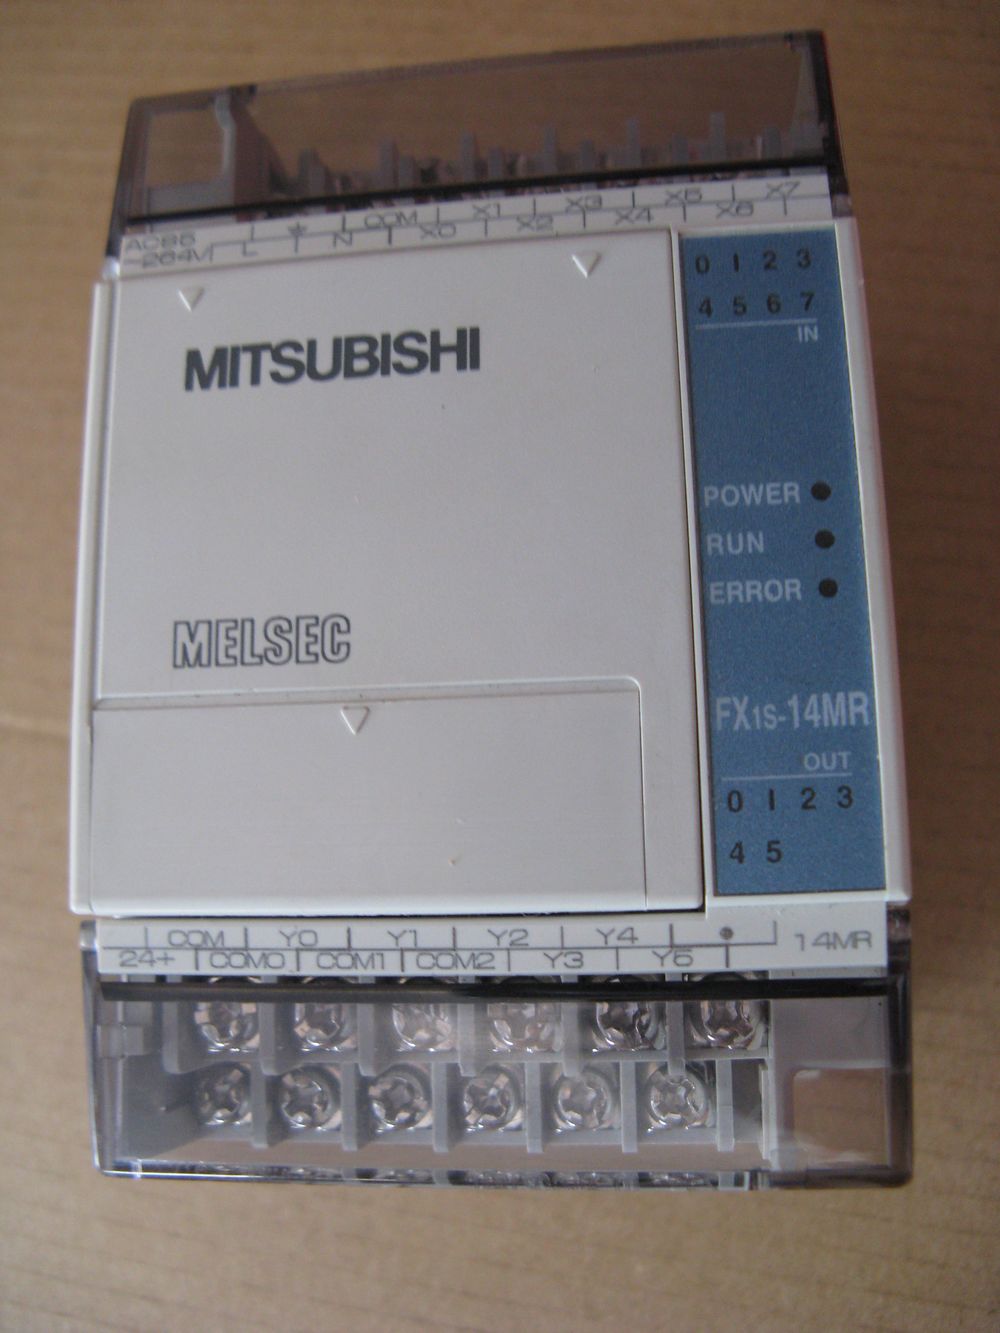 COM X1 X3 X5 X7
AC85 ~264V L N X0 X2 X4 X6
0 1 2 3
4 5 6 7
IN
MITSUBISHI
POWER
RUN
ERROR
MELSEC
FX1S-14MR
OUT
0 1 2 3
4 5
COM Y0 Y1 Y2 Y4
24+ COM0 COM1 COM2 Y3 Y5
14MR